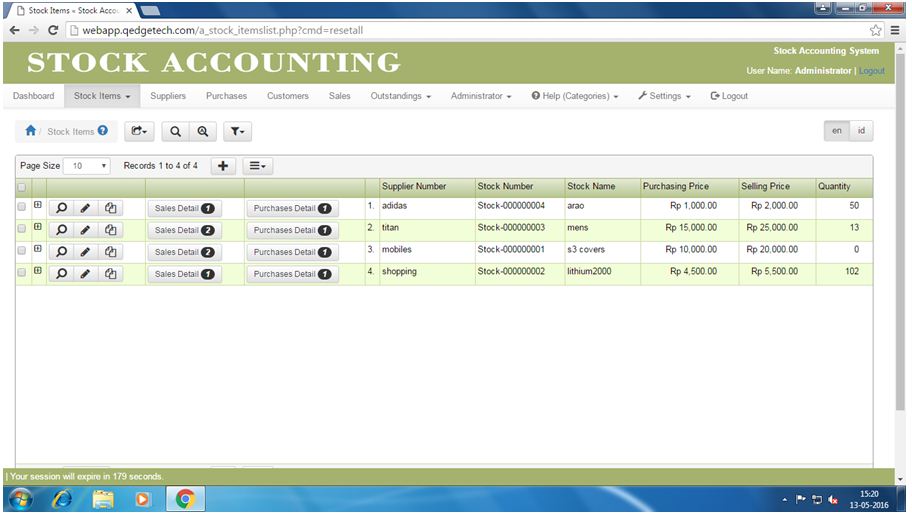 Stock Items « Stock Accou
webapp.qedgetech.com/a_stock_itemslist.php?cmd=resetall
STOCK ACCOUNTING
Stock Accounting System
User Name: Administrator | Logout
Dashboard Stock Items Suppliers Purchases Customers Sales Outstandings Administrator Help (Categories) Settings Logout
/ Stock Items en id
Page Size 10 Records 1 to 4 of 4
Supplier Number Stock Number Stock Name Purchasing Price Selling Price Quantity
Sales Detail 1 Purchases Detail 1 1. adidas Stock-000000004 arao Rp 1,000.00 Rp 2,000.00 50
Sales Detail 2 Purchases Detail 1 2. titan Stock-000000003 mens Rp 15,000.00 Rp 25,000.00 13
Sales Detail 2 Purchases Detail 1 3. mobiles Stock-000000001 s3 covers Rp 10,000.00 Rp 20,000.00 0
Sales Detail 1 Purchases Detail 1 4. shopping Stock-000000002 lithium2000 Rp 4,500.00 Rp 5,500.00 102
| Your session will expire in 179 seconds.
15:20
13-05-2016